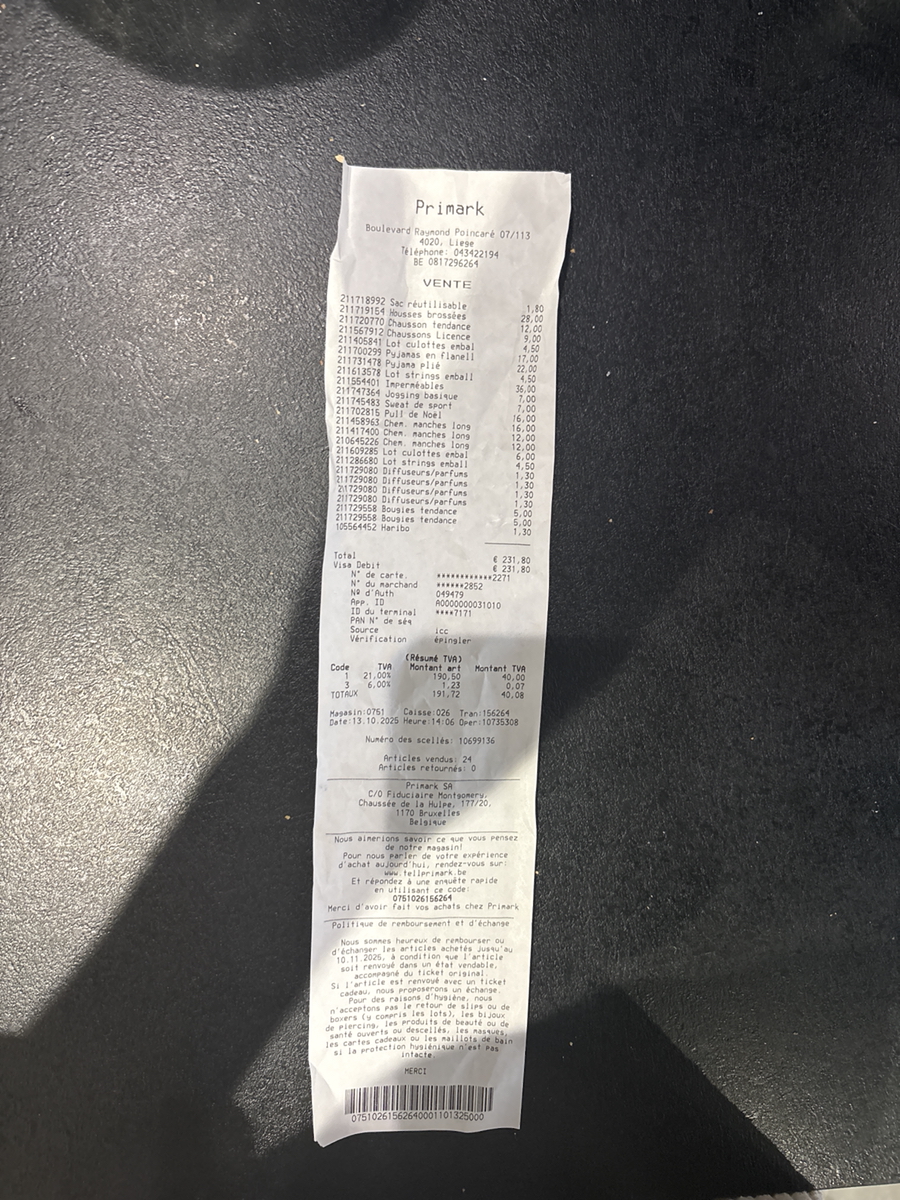 Primark
Boulevard Raymond Poincaré 07/113
4020, Liege
Téléphone: 043422194
BE 0817296264
VENTE
211718992 Sac réutilisable 1,80
211719154 Housses brossées 28,00
211720770 Chausson tendance 12,00
211567912 Chaussons Licence 9,00
211405841 Lot culottes embal 4,50
211700299 Pyjamas en flanell 17,00
211731478 Pyjama plié 22,00
211613578 Lot strings emball 4,50
211554401 Imperméables 36,00
211747364 Jogging basique 7,00
211745483 Sweat de sport 7,00
211702815 Pull de Noël 16,00
211458963 Chem. manches long 16,00
211417400 Chem. manches long 12,00
210645226 Chem. manches long 12,00
211609285 Lot culottes embal 6,00
211286680 Lot strings emball 4,50
211729080 Diffuseurs/parfums 1,30
211729080 Diffuseurs/parfums 1,30
211729080 Diffuseurs/parfums 1,30
211729080 Diffuseurs/parfums 1,30
211729558 Bougies tendance 5,00
211729558 Bougies tendance 5,00
105564452 Haribo 1,30
Total € 231,80
Visa Debit € 231,80
N° de carte. ************2271
N° du marchand ******2852
Nº d'Auth 049479
App. ID A0000000031010
ID du terminal ****7171
PAN N° de séq
Source icc
Vérification épingler
(Résumé TVA)
Code TVA Montant art Montant TVA
1 21,00% 190,50 40,00
3 6,00% 1,23 0,07
TOTAUX 191,72 40,08
Magasin:0751 Caisse:026 Tran:156264
Date:13.10.2025 Heure:14:06 Oper:10735308
Numéro des scellés: 10699136
Articles vendus: 24
Articles retournés: 0
Primark SA
C/O Fiduciaire Montgomery,
Chaussée de la Hulpe, 177/20,
1170 Bruxelles
Belgique
Nous aimerions savoir ce que vous pensez
de notre magasin!
Pour nous parler de votre expérience
d'achat aujourd'hui, rendez-vous sur:
www.tellprimark.be
Et répondez à une enquête rapide
en utilisant ce code:
0751026156264
Merci d'avoir fait vos achats chez Primark
Politique de remboursement et d'échange
Nous sommes heureux de rembourser ou
d'échanger les articles achetés jusqu'au
10.11.2025, à condition que l'article
soit renvoyé dans un état vendable,
accompagné du ticket original.
Si l'article est renvoyé avec un ticket
cadeau, nous proposerons un échange.
Pour des raisons d'hygiène, nous
n'acceptons pas le retour de slips ou de
boxers (y compris les lots), les bijoux
de piercing, les produits de beauté ou de
santé ouverts ou descellés, les masques,
les cartes cadeaux ou les maillots de bain
si la protection hygiénique n'est pas
intacte.
MERCI
07510261562640001101325000